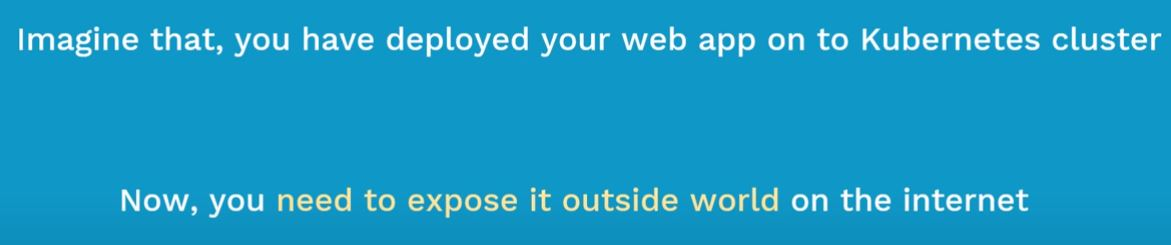 Imagine that, you have deployed your web app on to Kubernetes cluster
Now, you need to expose it outside world on the internet